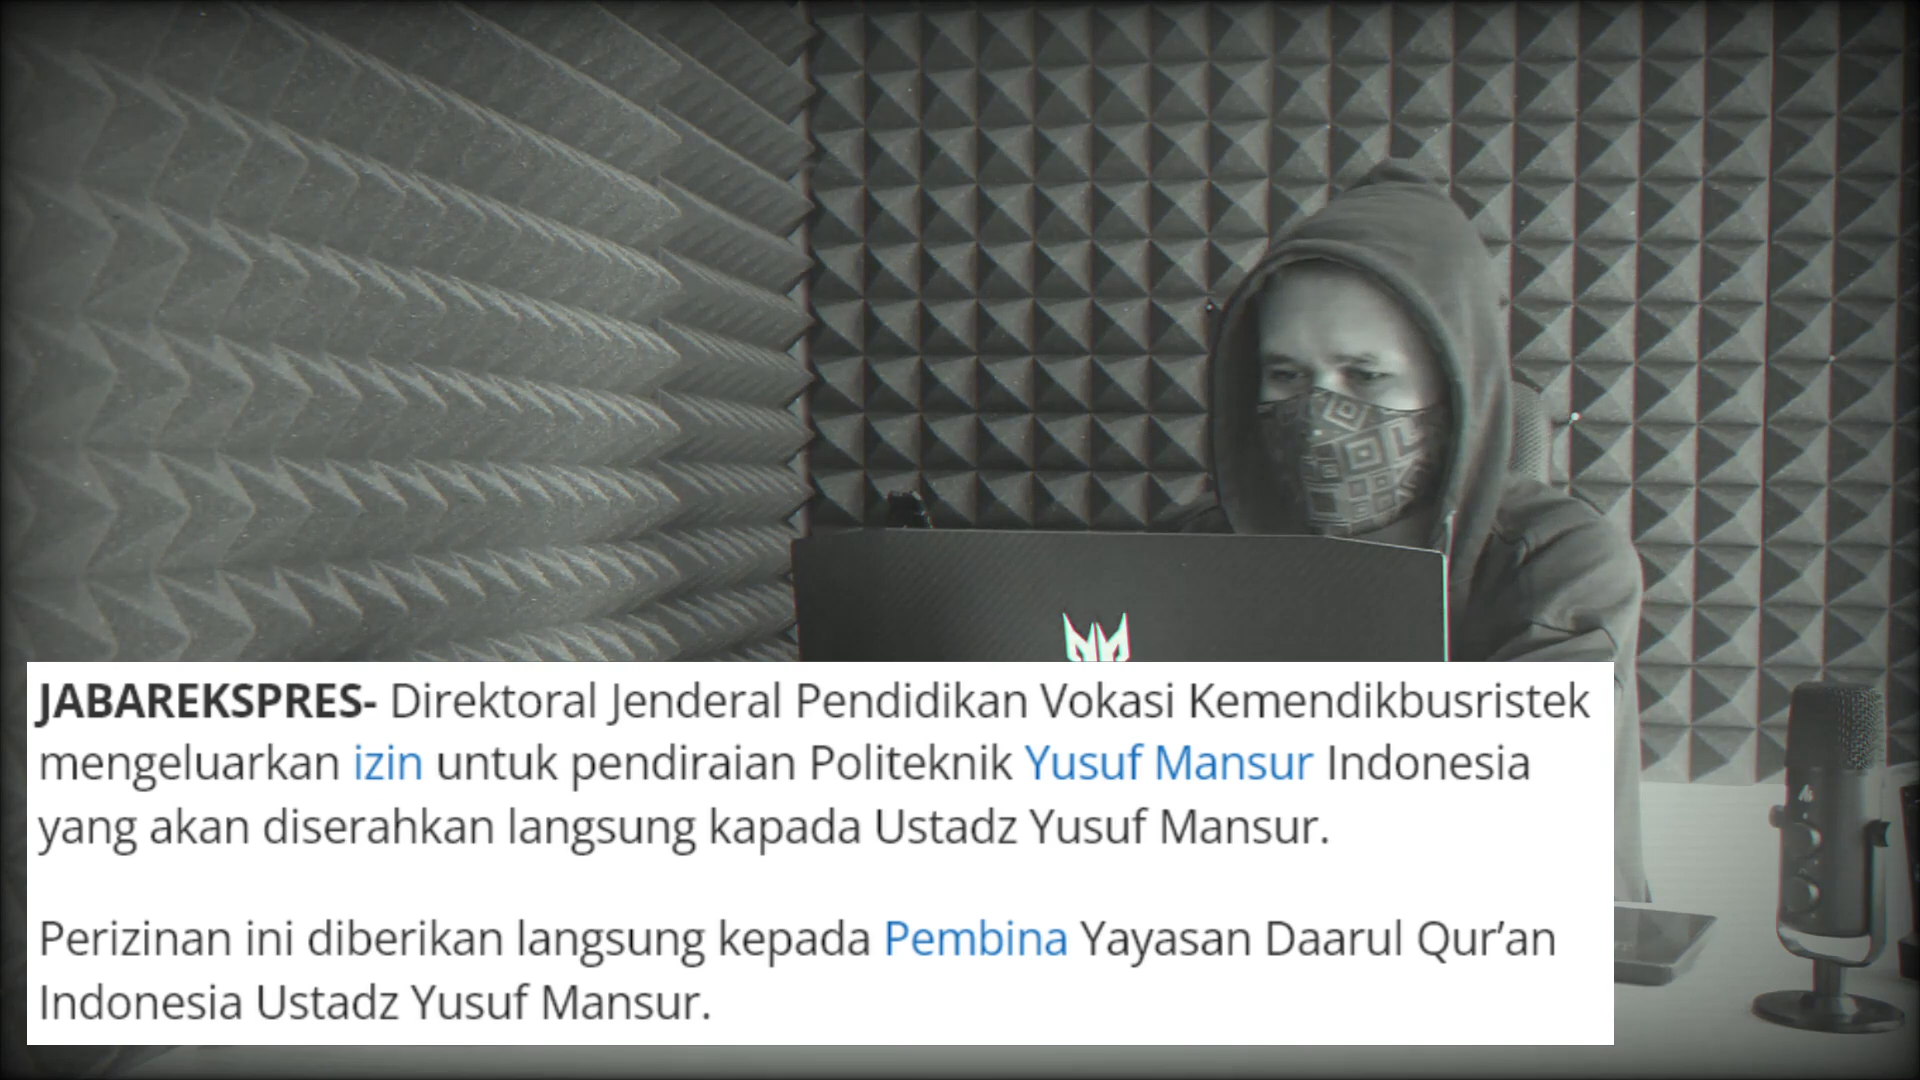 JABAREKSPRES- Direktoral Jenderal Pendidikan Vokasi Kemendikbusristek
mengeluarkan izin untuk pendiraian Politeknik Yusuf Mansur Indonesia
yang akan diserahkan langsung kapada Ustadz Yusuf Mansur.
Perizinan ini diberikan langsung kepada Pembina Yayasan Daarul Qur’an
Indonesia Ustadz Yusuf Mansur.